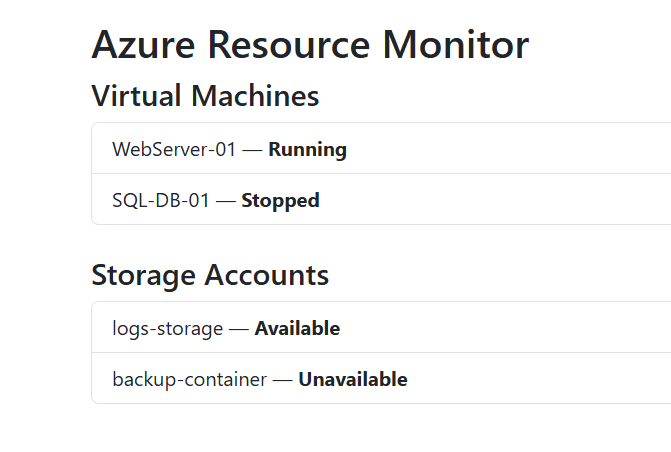 Azure Resource Monitor
Virtual Machines
WebServer-01 — Running
SQL-DB-01 — Stopped
Storage Accounts
logs-storage — Available
backup-container — Unavailable